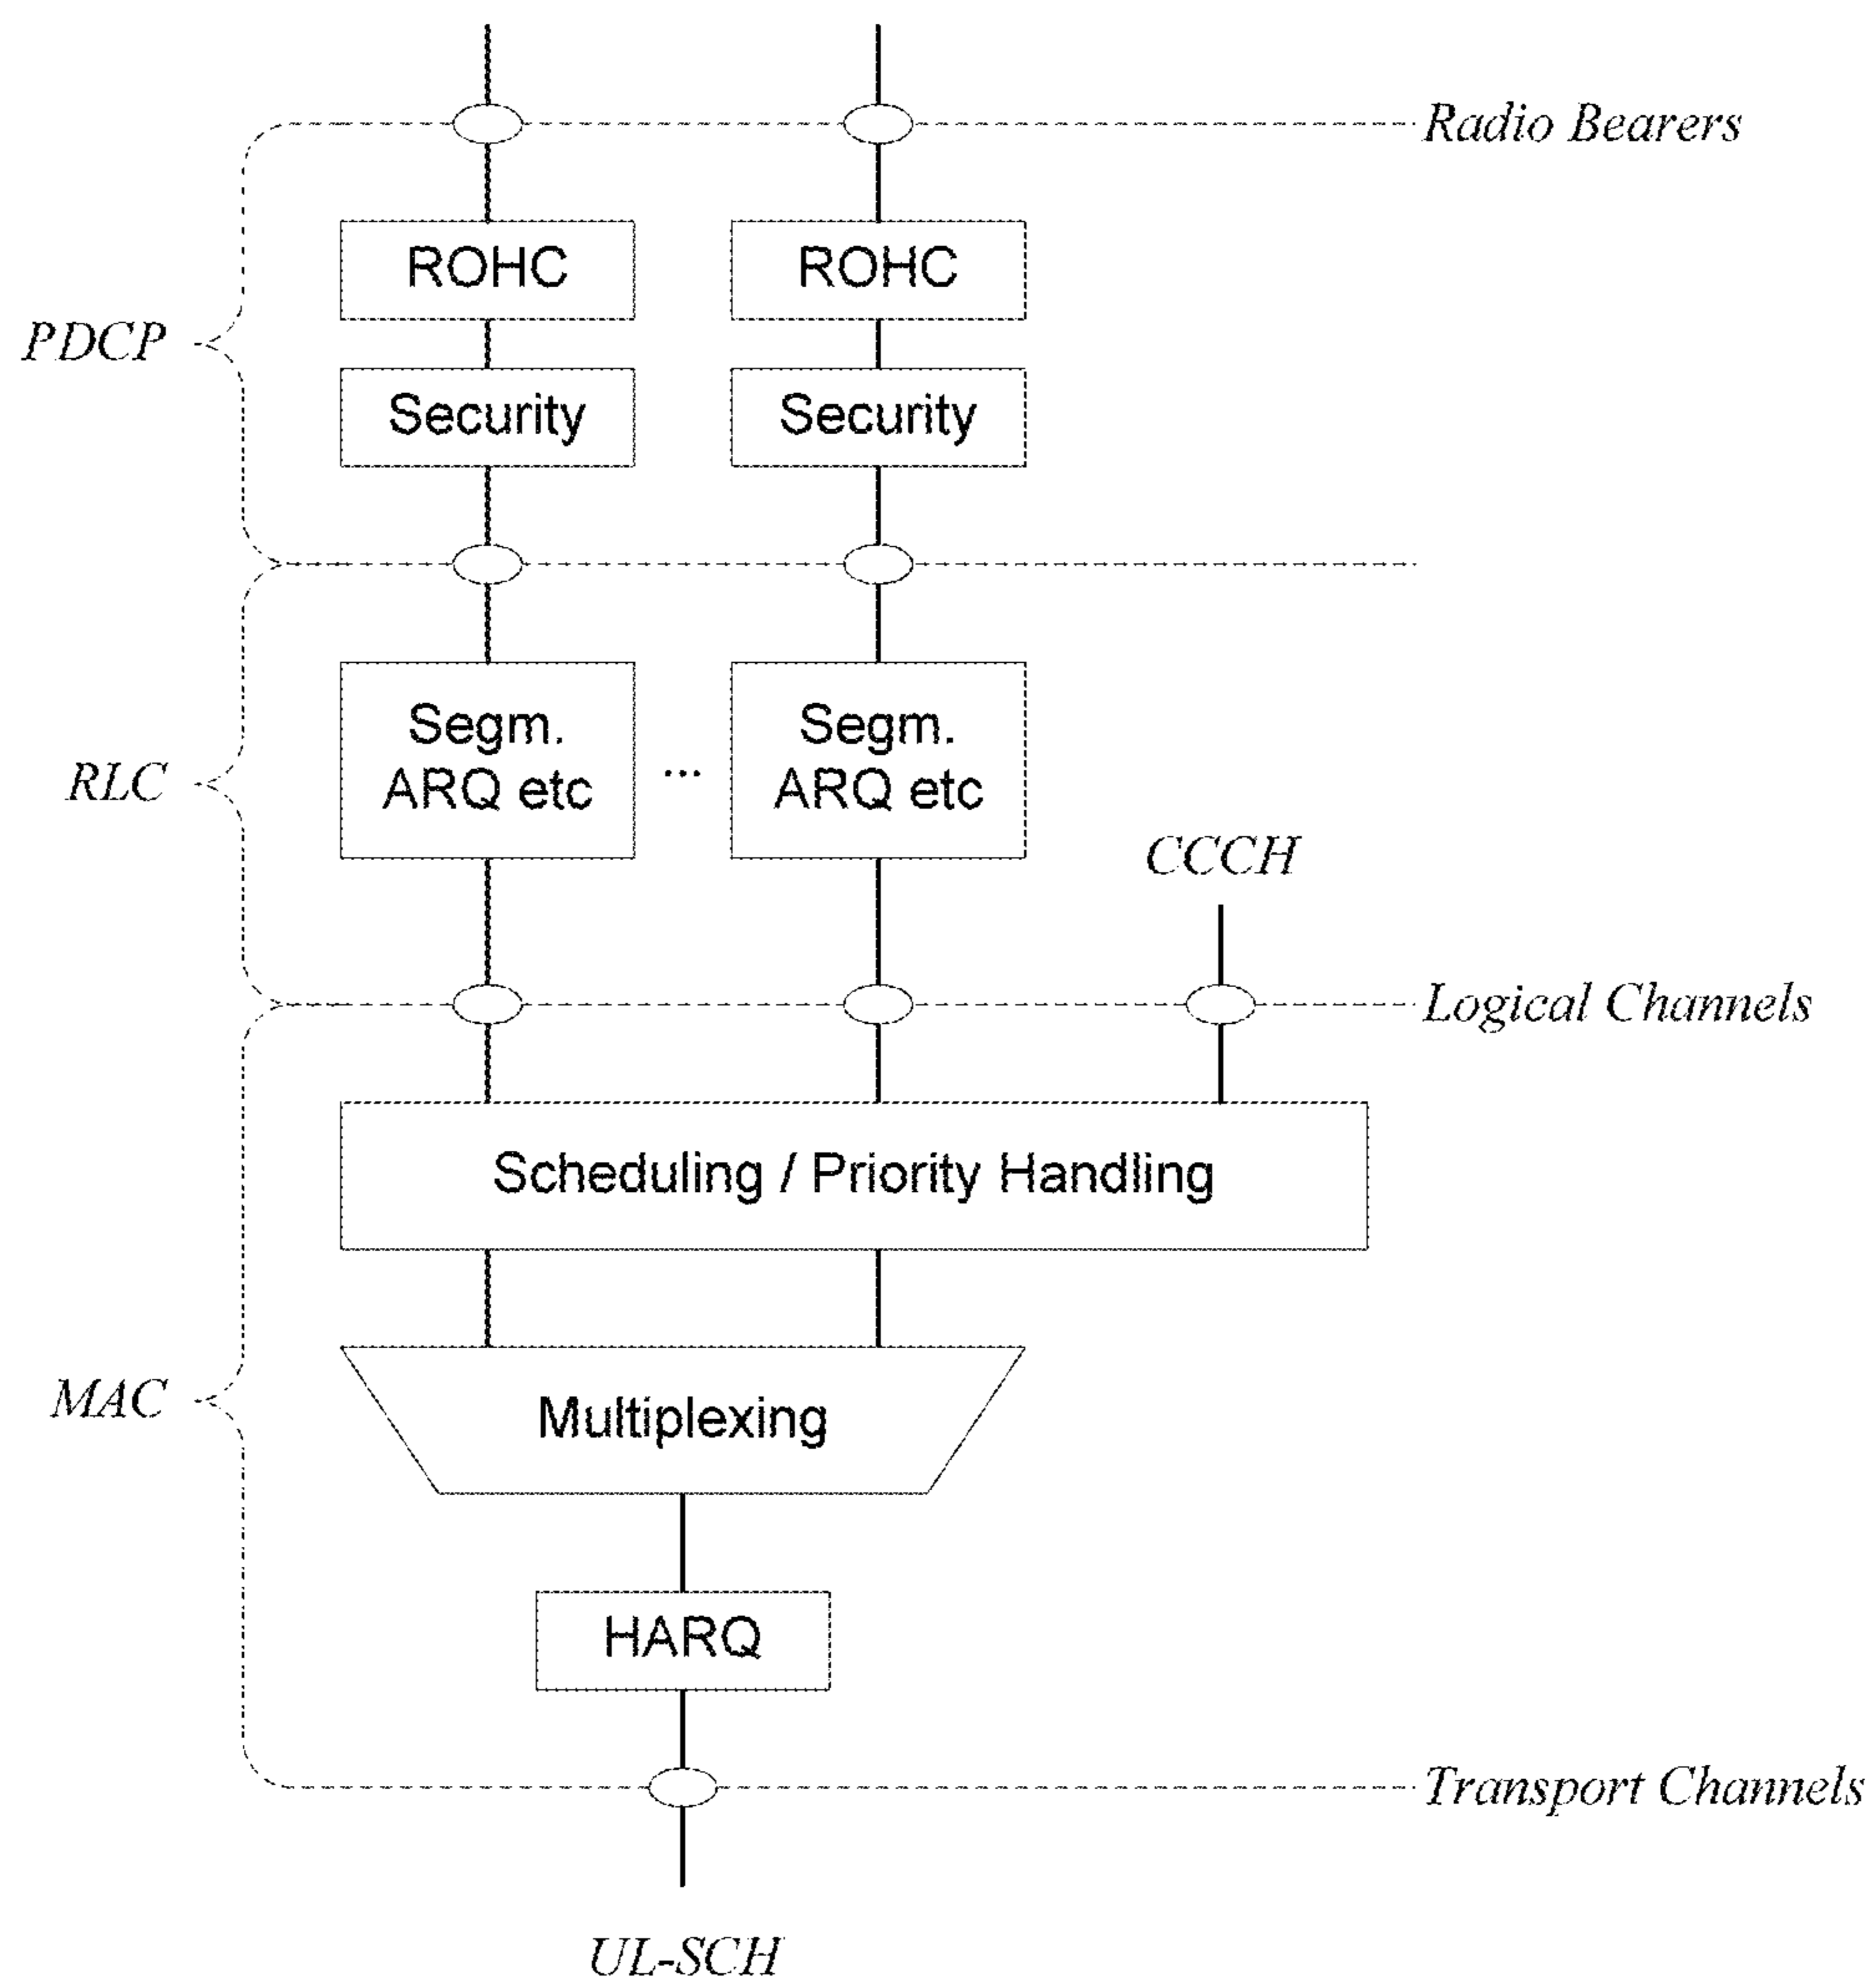 Radio Bearers
ROHC
ROHC
PDCP
Security
Security
Segm.
ARQ etc
...
Segm.
ARQ etc
RLC
CCCH
Logical Channels
Scheduling / Priority Handling
MAC
Multiplexing
HARQ
Transport Channels
UL-SCH